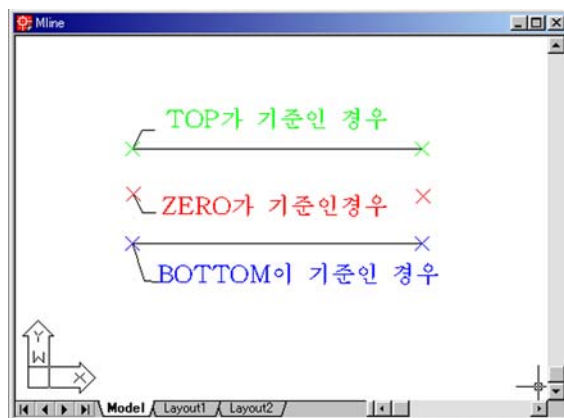 Mline
TOP가 기준인 경우
ZERO가 기준인경우
BOTTOM이 기준인 경우
Y
W
X
Model Layout1 Layout2